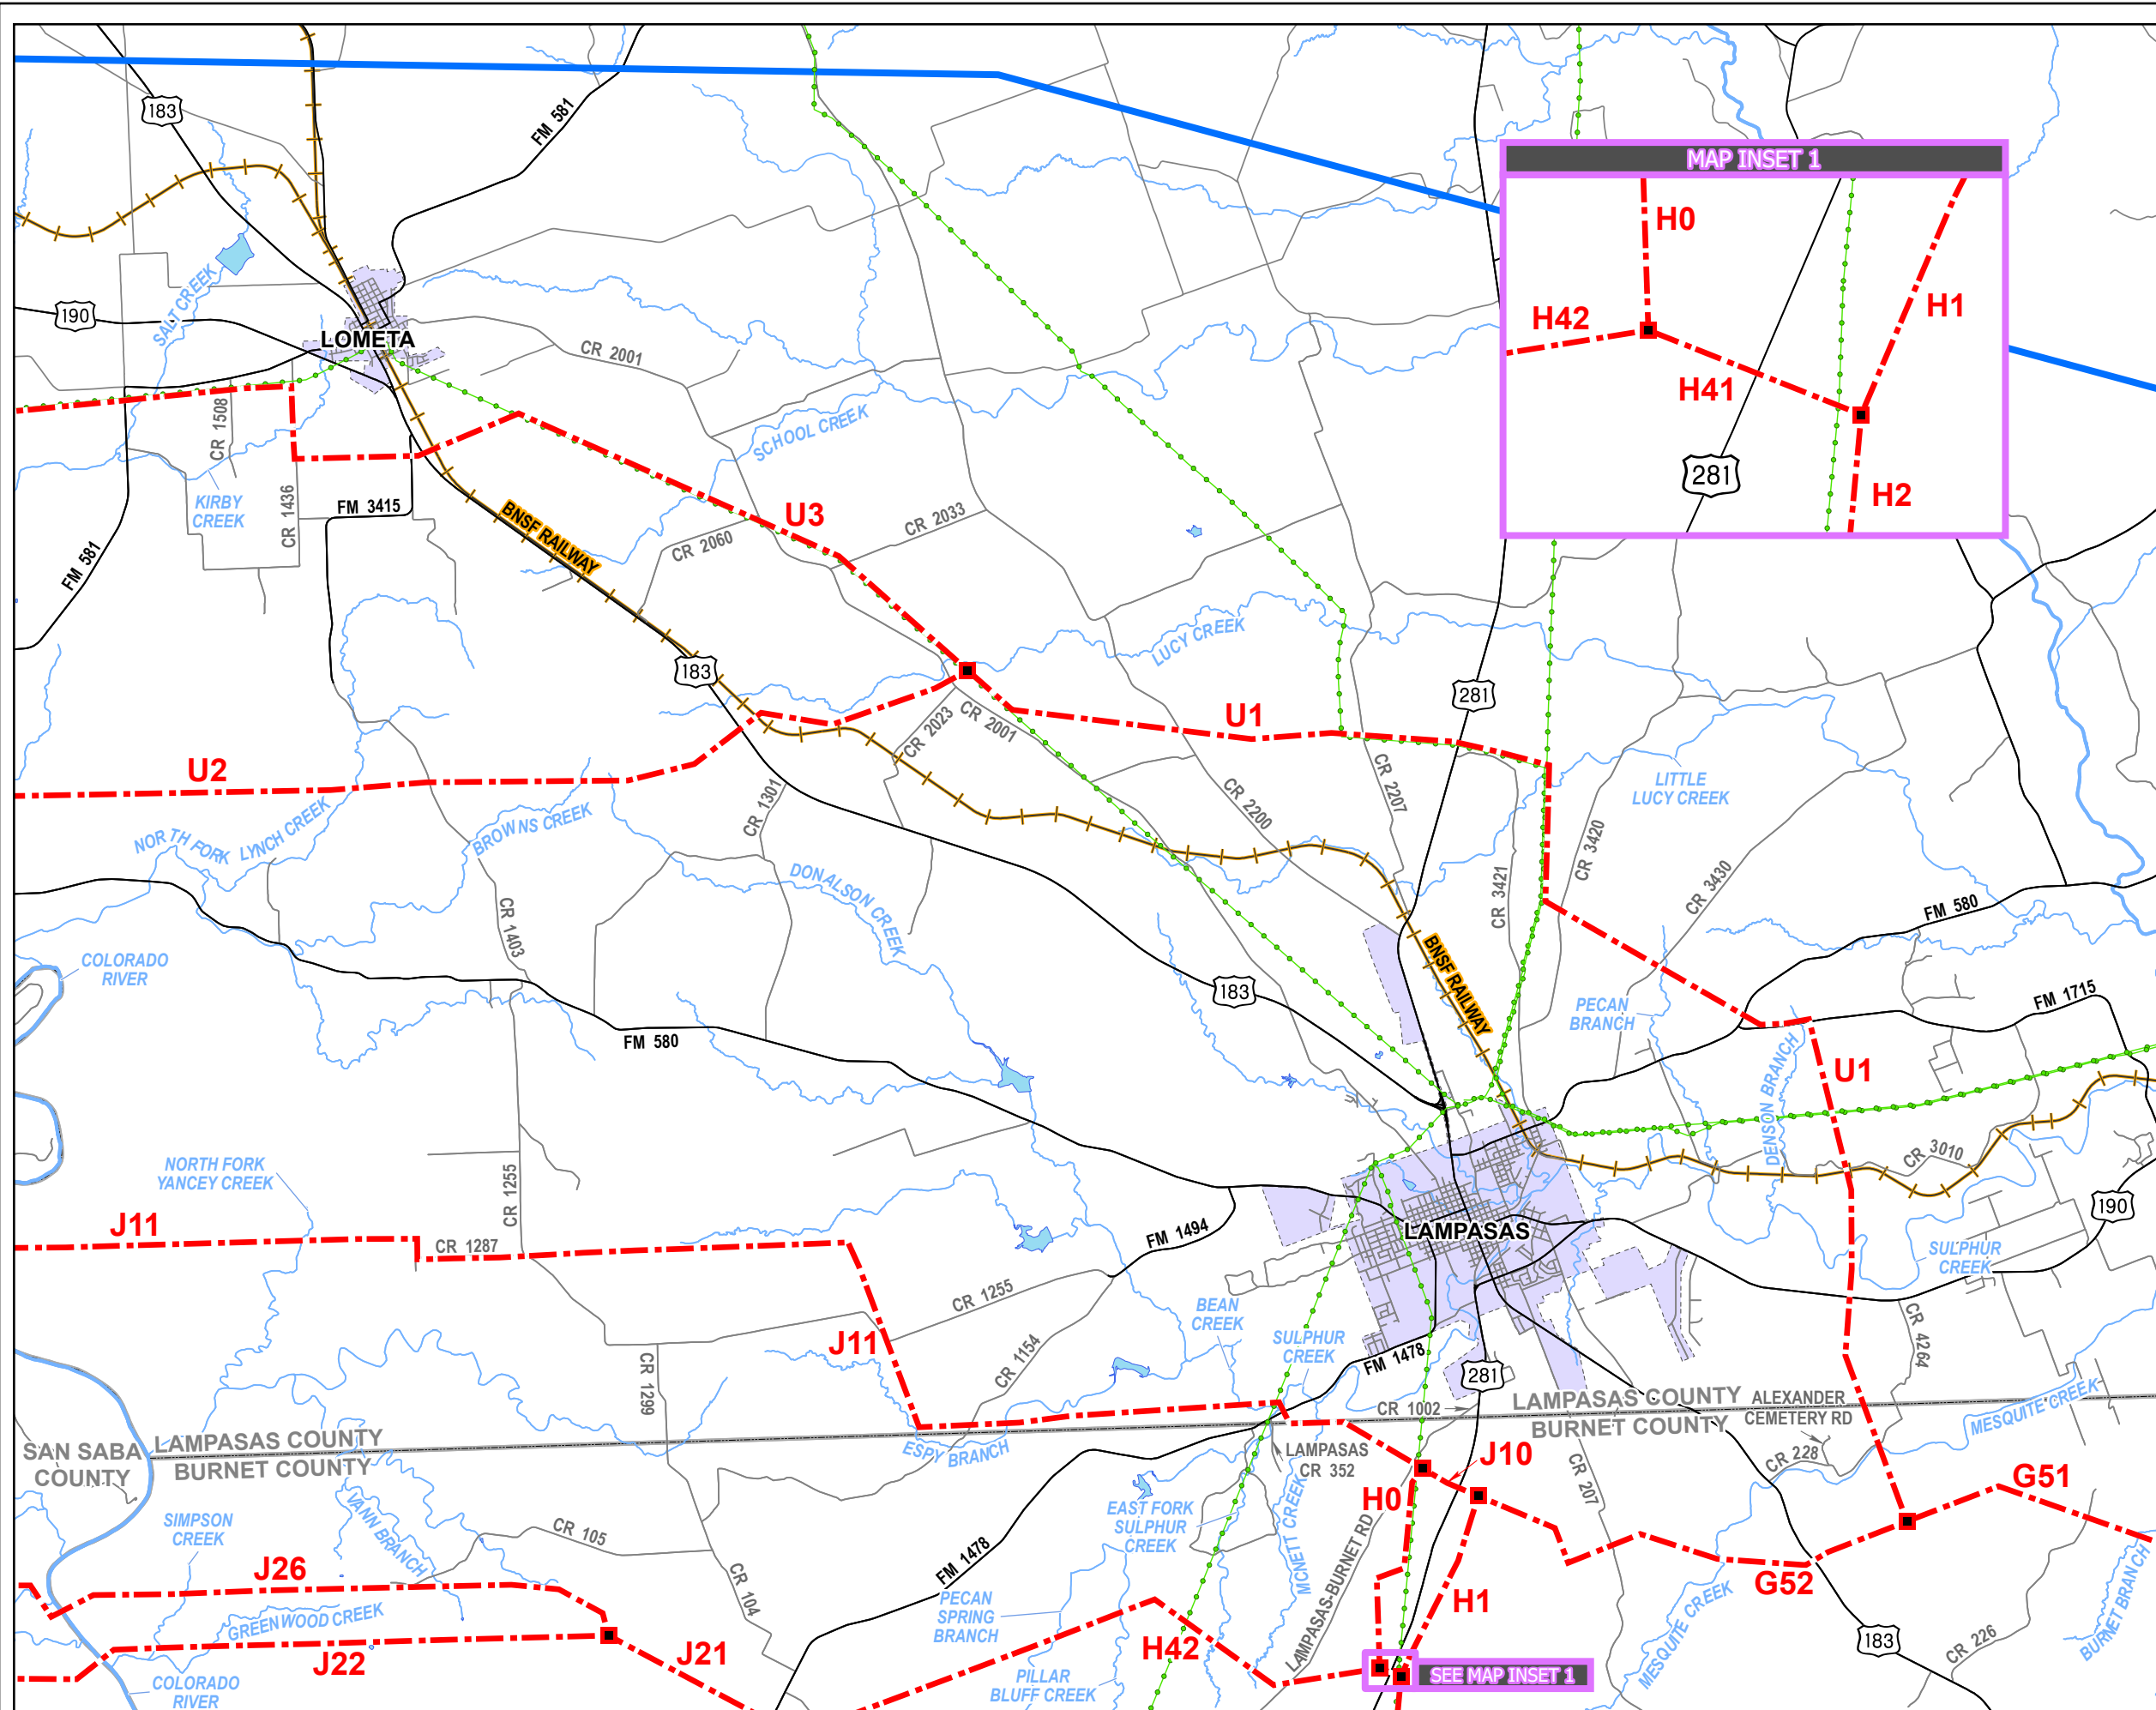 183
FM 581
MAP INSET 1
H0
H1
H42
H41
281
H2
SALT CREEK
190
LOMETA
CR 2001
CR 1508
SCHOOL CREEK
KIRBY
CREEK
CR 1436
FM 3415
BNSF RAILWAY
U3
CR 2033
CR 2060
FM 581
LUCY CREEK
183
281
U1
CR 2023
CR 2001
U2
CR 2207
LITTLE
LUCY CREEK
CR 2200
CR 1301
NORTH FORK LYNCH CREEK
BROWNS CREEK
CR 3420
CR 3421
CR 3430
DONALSON CREEK
FM 580
CR 1403
COLORADO
RIVER
BNSF RAILWAY
183
FM 1715
PECAN
BRANCH
FM 580
U1
DENSON BRANCH
CR 3010
NORTH FORK
YANCEY CREEK
CR 1255
190
J11
CR 1287
FM 1494
LAMPASAS
SULPHUR
CREEK
CR 1255
BEAN
CREEK
J11
SULPHUR
CREEK
CR 4264
CR 1154
FM 1478
281
CR 1299
CR 1002
LAMPASAS COUNTY
BURNET COUNTY
ALEXANDER
CEMETERY RD
MESQUITE CREEK
SAN SABA
COUNTY
LAMPASAS COUNTY
BURNET COUNTY
ESPY BRANCH
LAMPASAS
CR 352
J10
CR 228
G51
CR 207
VANN BRANCH
MCNETT CREEK
H0
SIMPSON
CREEK
EAST FORK
SULPHUR
CREEK
CR 105
LAMPASAS-BURNET RD
FM 1478
J26
CR 104
G52
H1
GREENWOOD CREEK
PECAN
SPRING
BRANCH
MESQUITE CREEK
BURNET BRANCH
J22
J21
H42
183
CR 226
SEE MAP INSET 1
PILLAR
BLUFF CREEK
COLORADO
RIVER